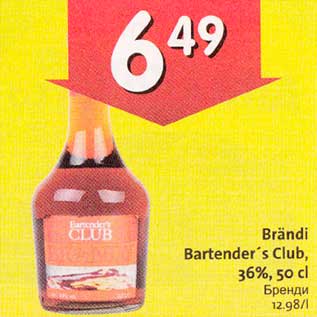 6 49
Bartender's
CLUB
Brändi
Bartender´s Club,
36%, 50 cl
Бренди
12.98/l